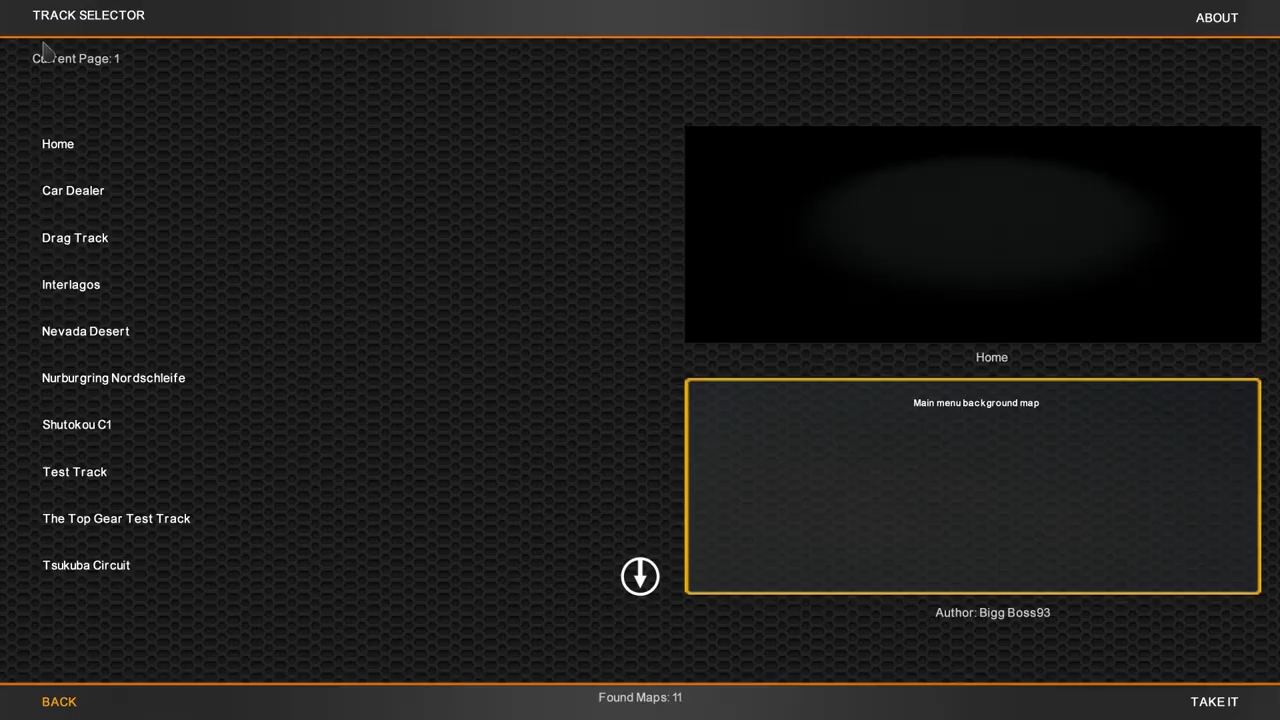 TRACK SELECTOR
ABOUT
Current Page: 1
Home
Car Dealer
Drag Track
Interlagos
Nevada Desert
Nurburgring Nordschleife
Shutokou C1
Test Track
The Top Gear Test Track
Tsukuba Circuit
Home
Main menu background map
Author: Bigg Boss93
BACK
Found Maps: 11
TAKE IT